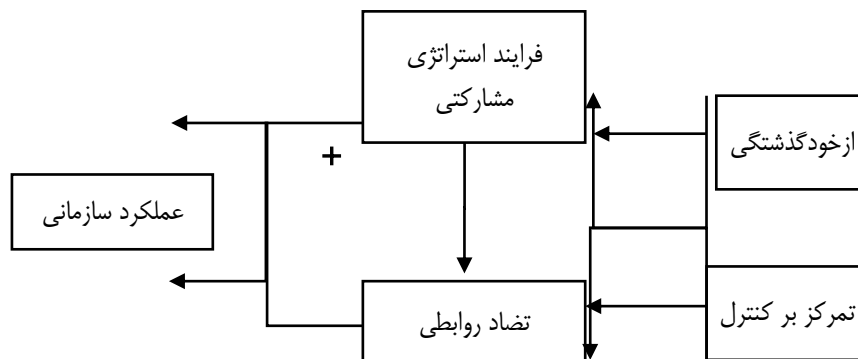 فرایند استراتژی
مشارکتی
ازخودگذشتگی
+
عملکرد سازمانی
تمرکز بر کنترل
تضاد روابطی